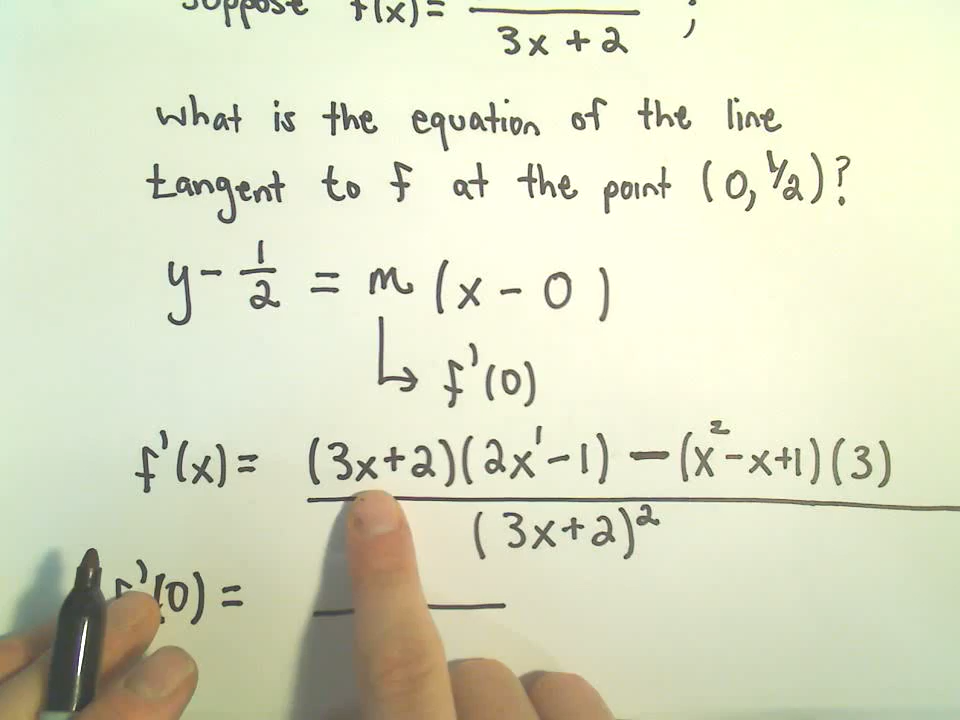 Suppose f(x) =
3x + 2 ;
what is the equation of the line
tangent to f at the point (0, 1/2)?
y - 1/2 = m (x - 0)
↳ f'(0)
f'(x) = (3x+2)(2x¹-1) - (x²-x+1)(3)
(3x+2)²
f'(0) =